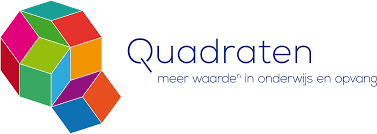 Quadraten
meer waardeⁿ in onderwijs en opvang